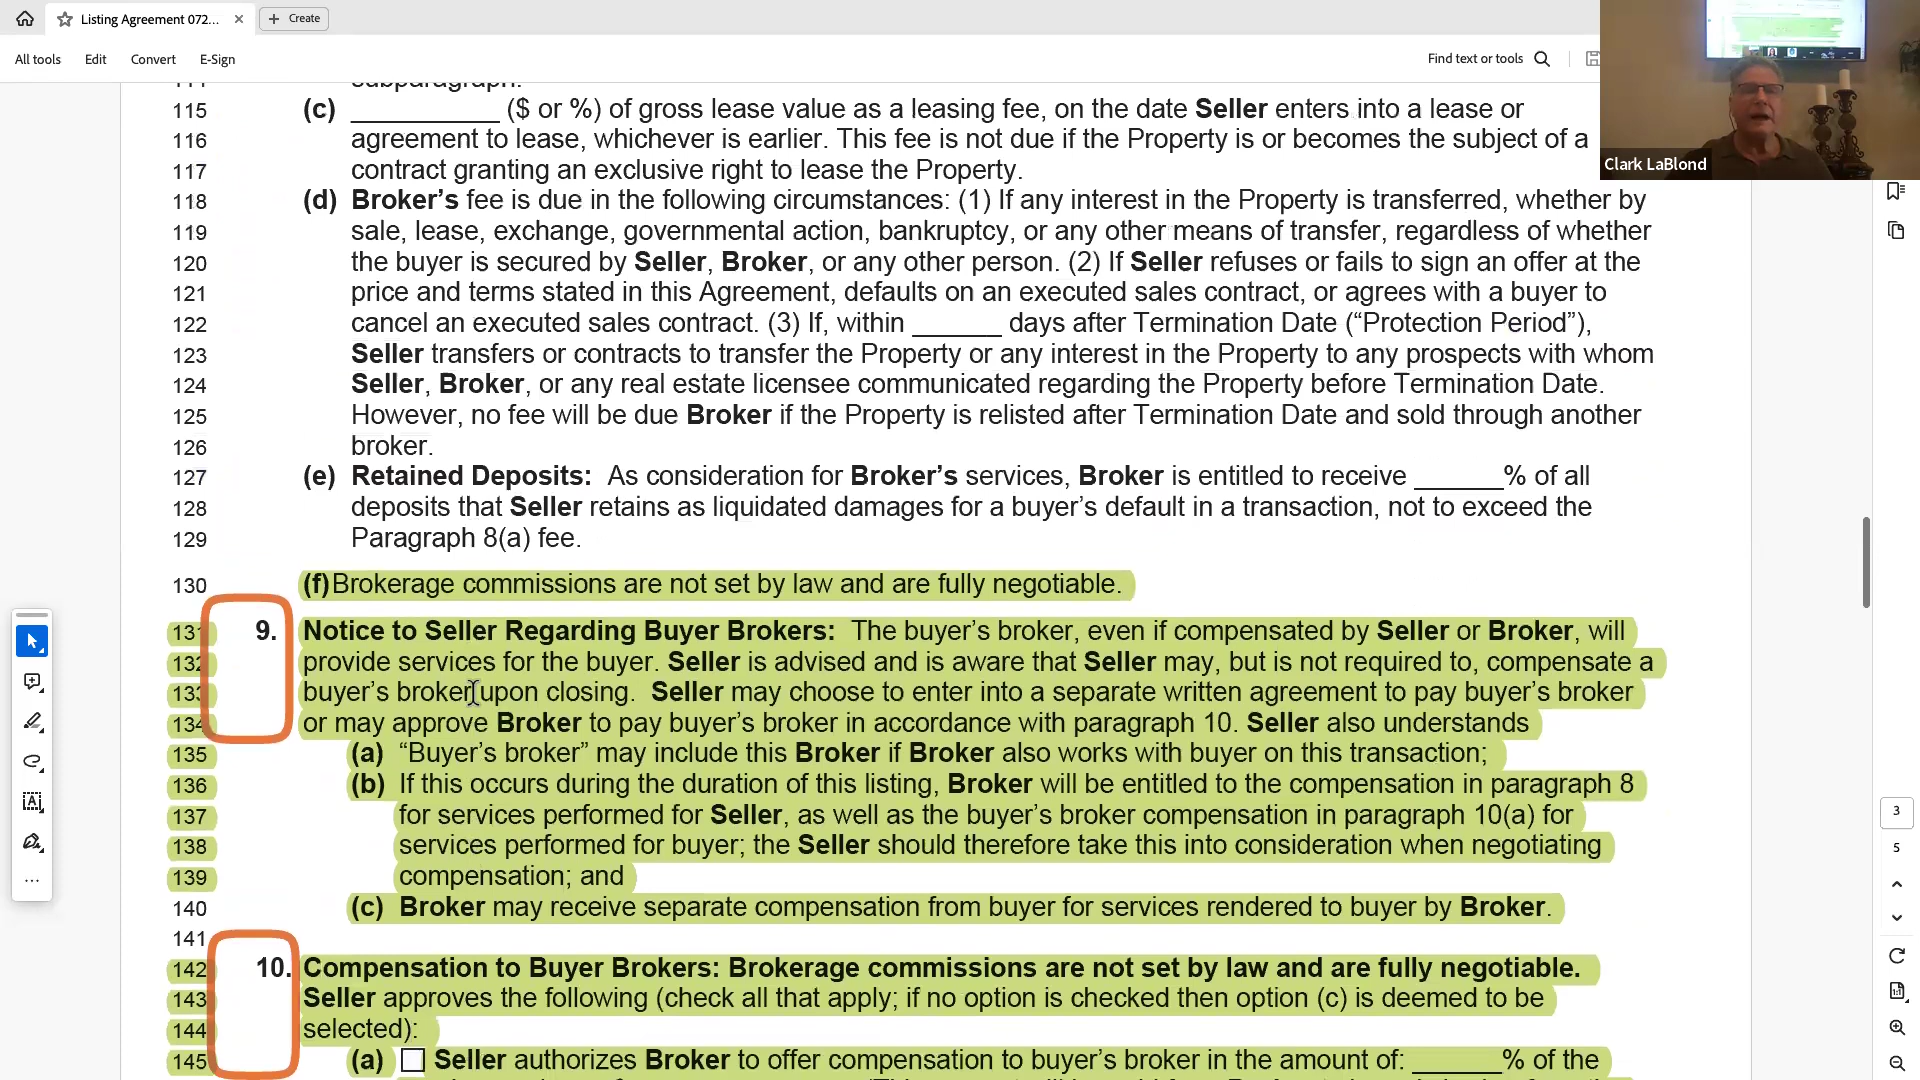 Listing Agreement 072...
Create
All tools Edit Convert E-Sign
Find text or tools
Clark LaBlond
115 (c) __________ ($ or %) of gross lease value as a leasing fee, on the date Seller enters into a lease or
116 agreement to lease, whichever is earlier. This fee is not due if the Property is or becomes the subject of a
117 contract granting an exclusive right to lease the Property.
118 (d) Broker’s fee is due in the following circumstances: (1) If any interest in the Property is transferred, whether by
119 sale, lease, exchange, governmental action, bankruptcy, or any other means of transfer, regardless of whether
120 the buyer is secured by Seller, Broker, or any other person. (2) If Seller refuses or fails to sign an offer at the
121 price and terms stated in this Agreement, defaults on an executed sales contract, or agrees with a buyer to
122 cancel an executed sales contract. (3) If, within ______ days after Termination Date (“Protection Period”),
123 Seller transfers or contracts to transfer the Property or any interest in the Property to any prospects with whom
124 Seller, Broker, or any real estate licensee communicated regarding the Property before Termination Date.
125 However, no fee will be due Broker if the Property is relisted after Termination Date and sold through another
126 broker.
127 (e) Retained Deposits: As consideration for Broker’s services, Broker is entitled to receive ______% of all
128 deposits that Seller retains as liquidated damages for a buyer’s default in a transaction, not to exceed the
129 Paragraph 8(a) fee.
130 (f)Brokerage commissions are not set by law and are fully negotiable.
131 9. Notice to Seller Regarding Buyer Brokers: The buyer’s broker, even if compensated by Seller or Broker, will
132 provide services for the buyer. Seller is advised and is aware that Seller may, but is not required to, compensate a
133 buyer’s broker upon closing. Seller may choose to enter into a separate written agreement to pay buyer’s broker
134 or may approve Broker to pay buyer’s broker in accordance with paragraph 10. Seller also understands
135 (a) “Buyer’s broker” may include this Broker if Broker also works with buyer on this transaction;
136 (b) If this occurs during the duration of this listing, Broker will be entitled to the compensation in paragraph 8
137 for services performed for Seller, as well as the buyer’s broker compensation in paragraph 10(a) for
138 services performed for buyer; the Seller should therefore take this into consideration when negotiating
139 compensation; and
140 (c) Broker may receive separate compensation from buyer for services rendered to buyer by Broker.
141
142 10. Compensation to Buyer Brokers: Brokerage commissions are not set by law and are fully negotiable.
143 Seller approves the following (check all that apply; if no option is checked then option (c) is deemed to be
144 selected):
145 (a) Seller authorizes Broker to offer compensation to buyer’s broker in the amount of: ______% of the
3
5